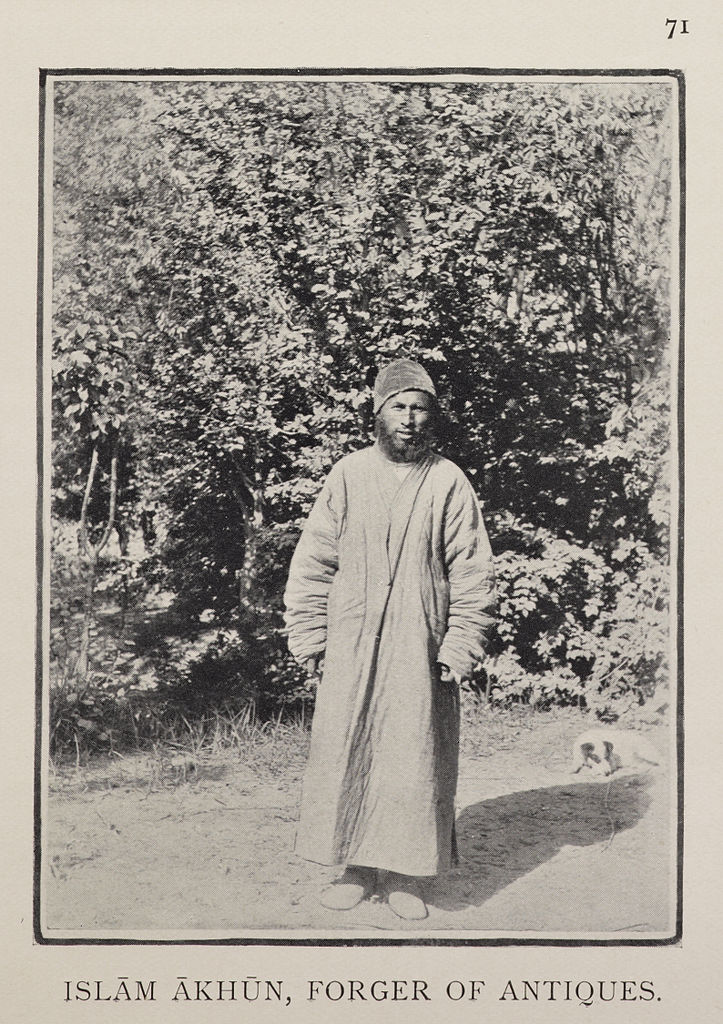 71
ISLĀM ĀKHŪN, FORGER OF ANTIQUES.